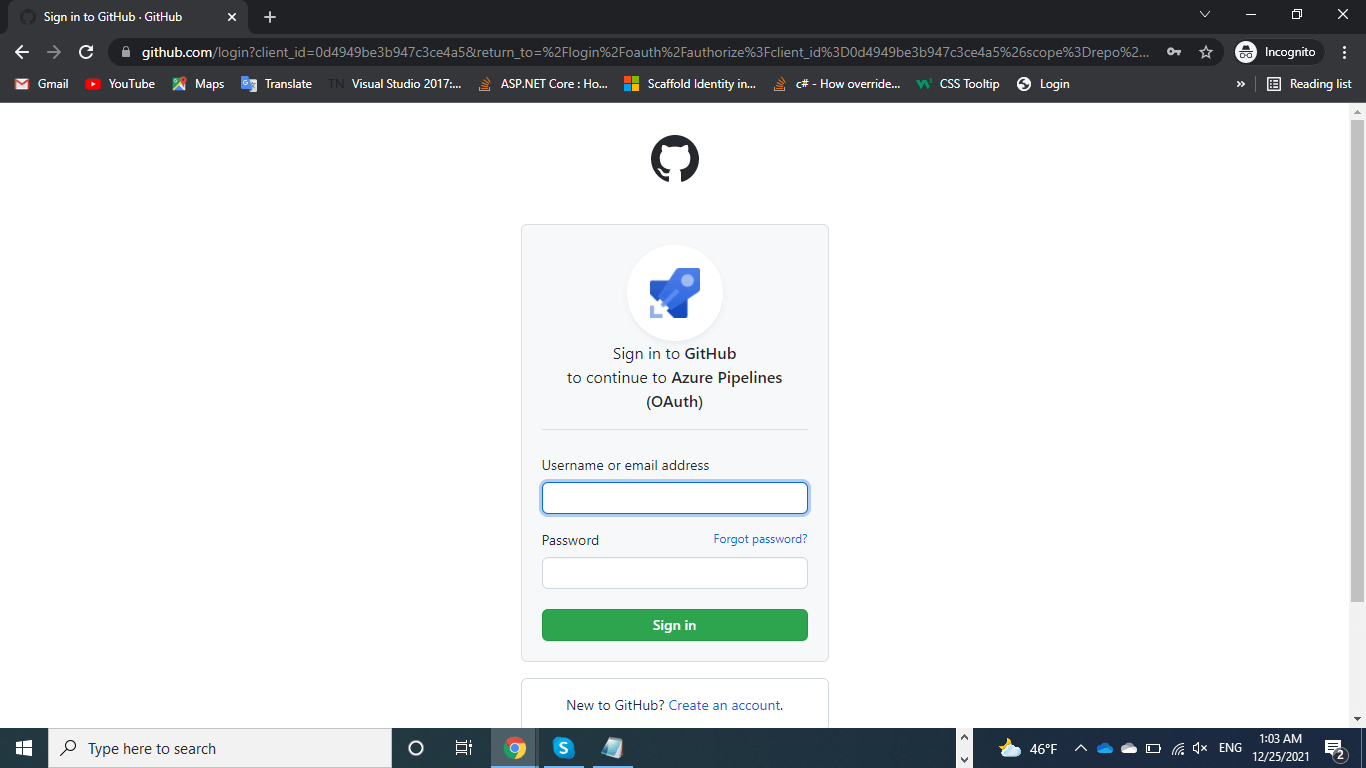 Sign in to GitHub · GitHub
github.com/login?client_id=0d4949be3b947c3ce4a5&return_to=%2Flogin%2Foauth%2Fauthorize%3Fclient_id%3D0d4949be3b947c3ce4a5%26scope%3Drepo%2...
Incognito
Gmail
YouTube
Maps
Translate
TN Visual Studio 2017:...
ASP.NET Core : Ho...
Scaffold Identity in...
c# - How override...
CSS Tooltip
Login
»
Reading list
Sign in to GitHub
to continue to Azure Pipelines
(OAuth)
Username or email address
Password
Forgot password?
Sign in
New to GitHub? Create an account.
Type here to search
S
46°F
ENG
1:03 AM
12/25/2021
2